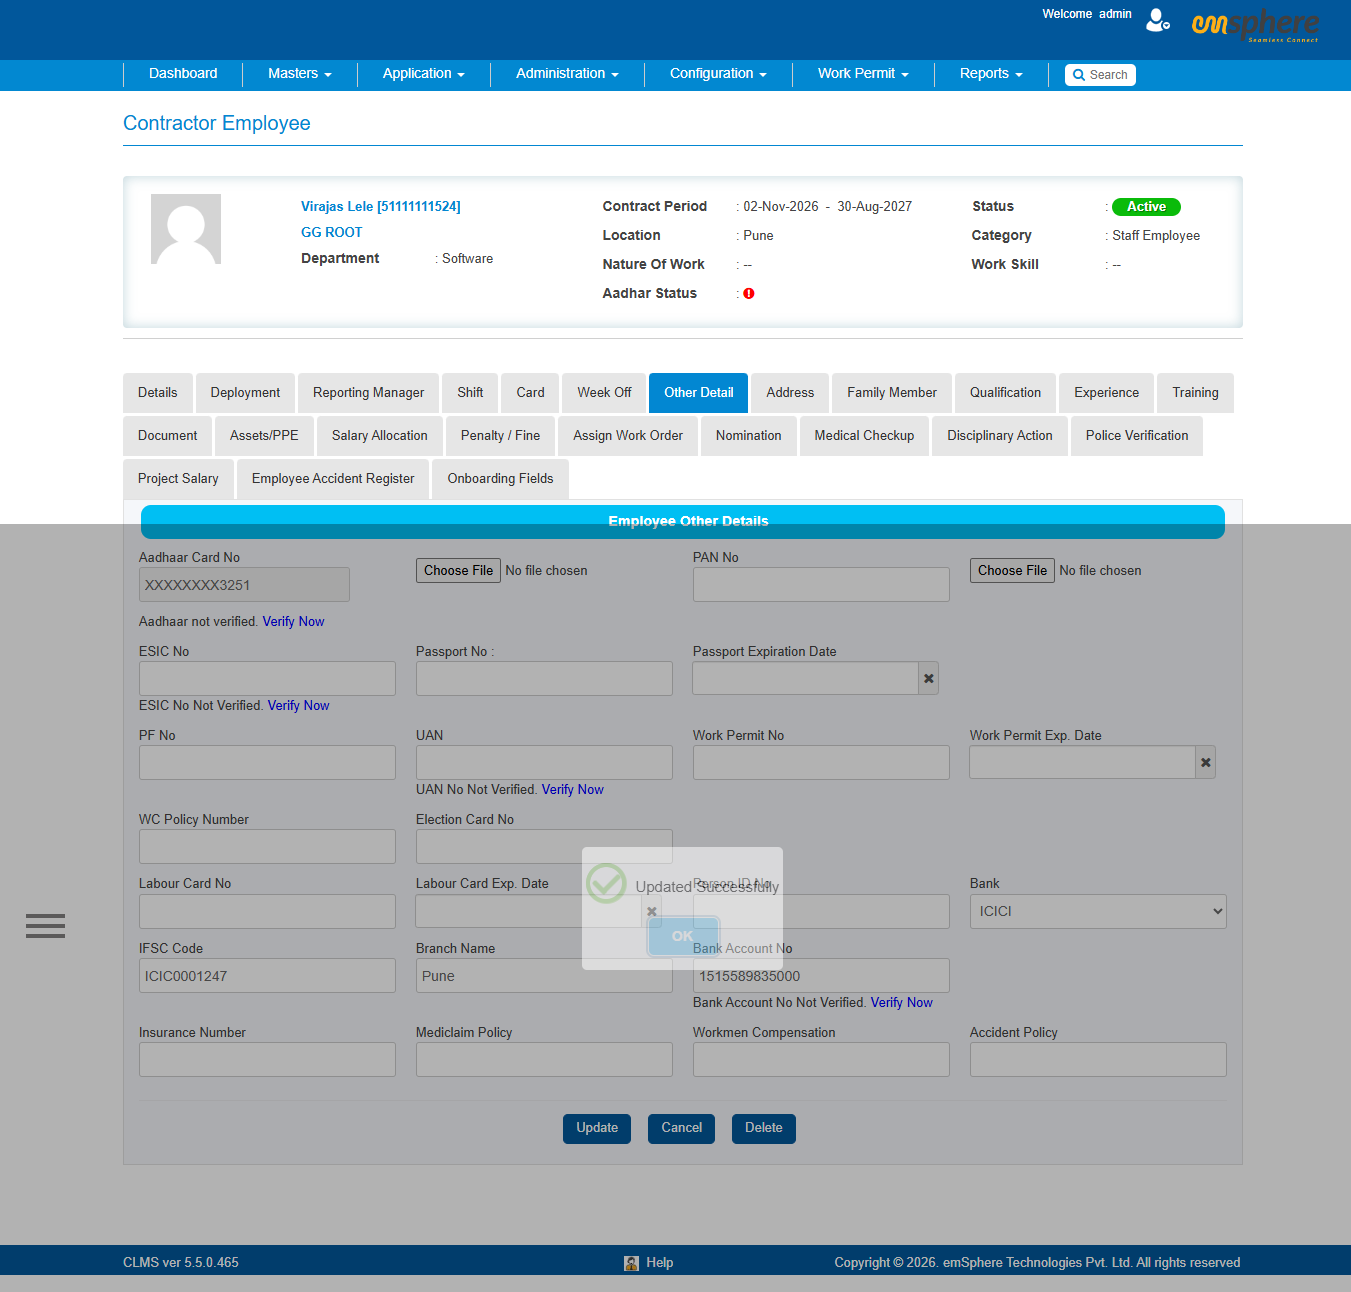 Welcome admin
emsphere
Seamless Connect
Dashboard Masters Application Administration Configuration Work Permit Reports Search
Contractor Employee
Virajas Lele [51111111524] Contract Period : 02-Nov-2026 - 30-Aug-2027 Status : Active
GG ROOT Location : Pune Category : Staff Employee
Department : Software Nature Of Work : -- Work Skill : --
Aadhar Status :
Details Deployment Reporting Manager Shift Card Week Off Other Detail Address Family Member Qualification Experience Training
Document Assets/PPE Salary Allocation Penalty / Fine Assign Work Order Nomination Medical Checkup Disciplinary Action Police Verification
Project Salary Employee Accident Register Onboarding Fields
Employee Other Details
Aadhaar Card No PAN No
XXXXXXXX3251 Choose File No file chosen Choose File No file chosen
Aadhaar not verified. Verify Now
ESIC No Passport No : Passport Expiration Date
ESIC No Not Verified. Verify Now
PF No UAN Work Permit No Work Permit Exp. Date
UAN No Not Verified. Verify Now
WC Policy Number Election Card No
Labour Card No Labour Card Exp. Date Person ID No Bank
Updated Successfully
ICICI
OK
IFSC Code Branch Name Bank Account No
ICIC0001247 Pune 1515589835000
Bank Account No Not Verified. Verify Now
Insurance Number Mediclaim Policy Workmen Compensation Accident Policy
Update Cancel Delete
CLMS ver 5.5.0.465 Help Copyright © 2026. emSphere Technologies Pvt. Ltd. All rights reserved